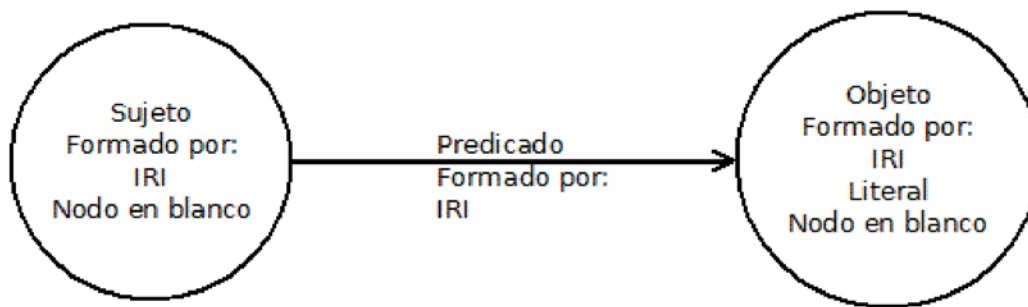 Sujeto
Formado por:
IRI
Nodo en blanco
Predicado
Formado por:
IRI
Objeto
Formado por:
IRI
Literal
Nodo en blanco